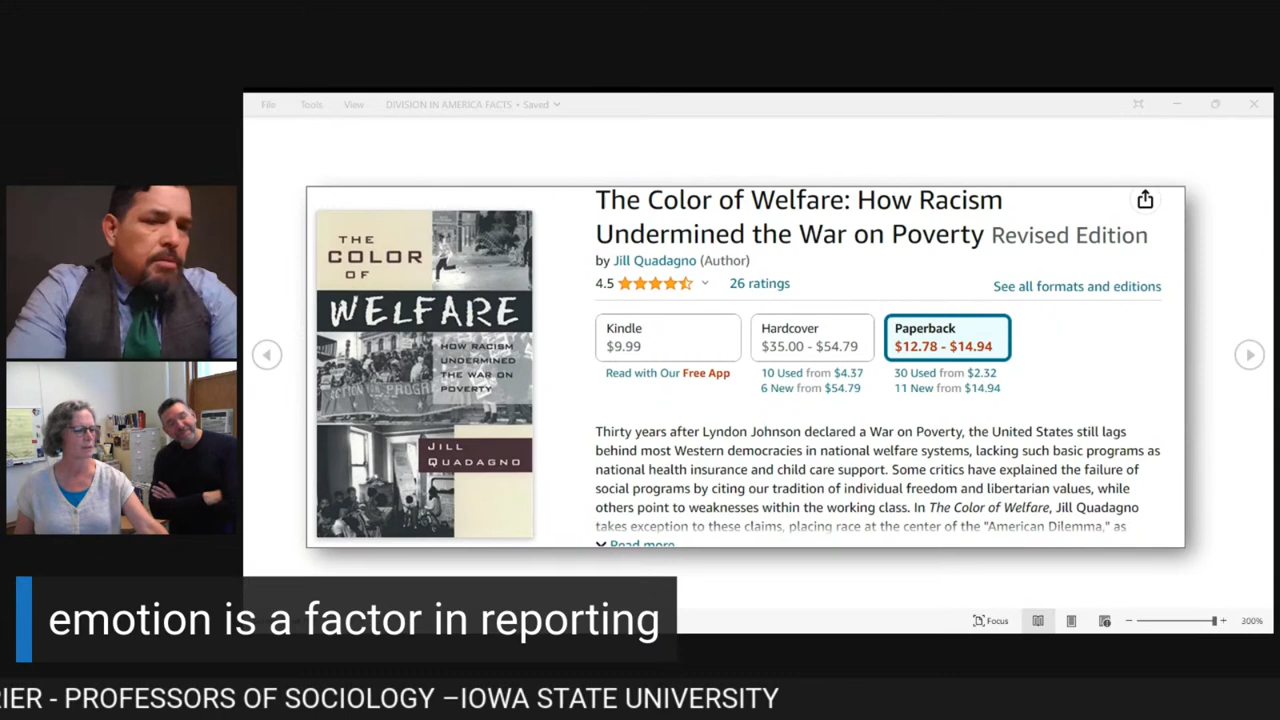 File Tools View DIVISION IN AMERICA FACTS • Saved
THE
COLOR
OF
WELFARE
HOW RACISM
UNDERMINED
THE WAR ON
POVERTY
JILL
QUADAGNO
The Color of Welfare: How Racism
Undermined the War on Poverty Revised Edition
by Jill Quadagno (Author)
4.5 26 ratings
See all formats and editions
Kindle
$9.99
Read with Our Free App
Hardcover
$35.00 - $54.79
10 Used from $4.37
6 New from $54.79
Paperback
$12.78 - $14.94
30 Used from $2.32
11 New from $14.94
Thirty years after Lyndon Johnson declared a War on Poverty, the United States still lags
behind most Western democracies in national welfare systems, lacking such basic programs as
national health insurance and child care support. Some critics have explained the failure of
social programs by citing our tradition of individual freedom and libertarian values, while
others point to weaknesses within the working class. In The Color of Welfare, Jill Quadagno
takes exception to these claims, placing race at the center of the "American Dilemma," as
Read more
Focus
300%
emotion is a factor in reporting
RIER - PROFESSORS OF SOCIOLOGY –IOWA STATE UNIVERSITY